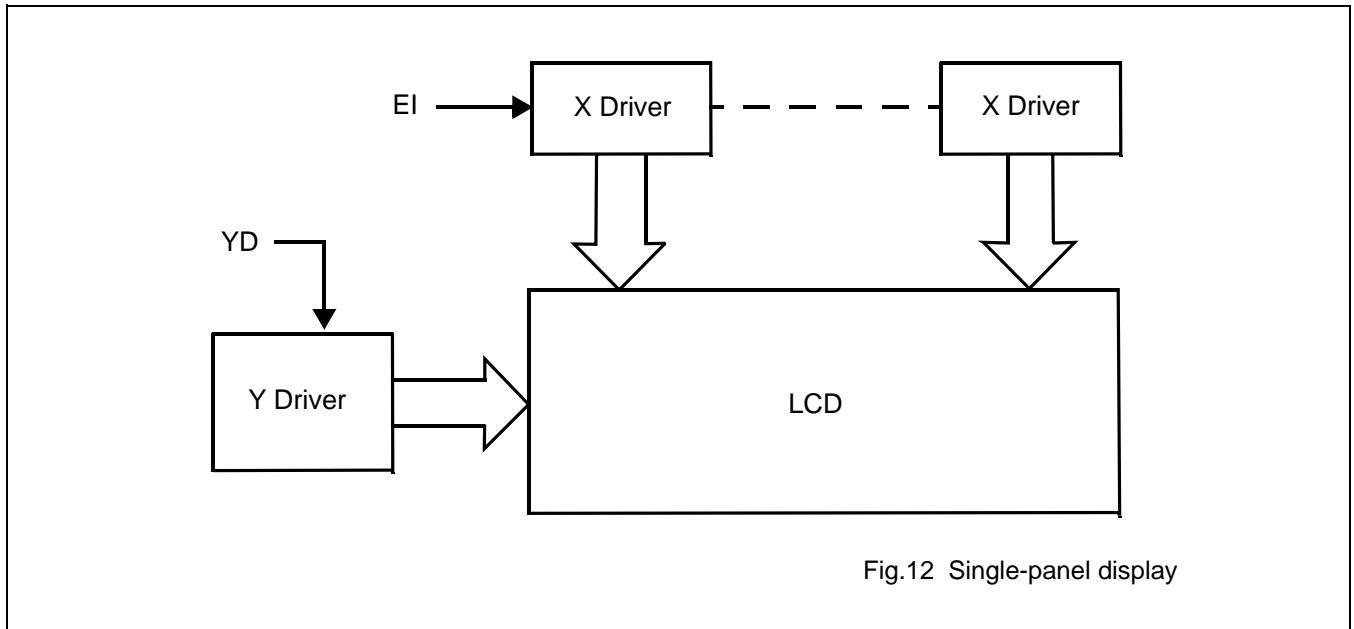 EI
X Driver
X Driver
YD
Y Driver
LCD
Fig.12 Single-panel display